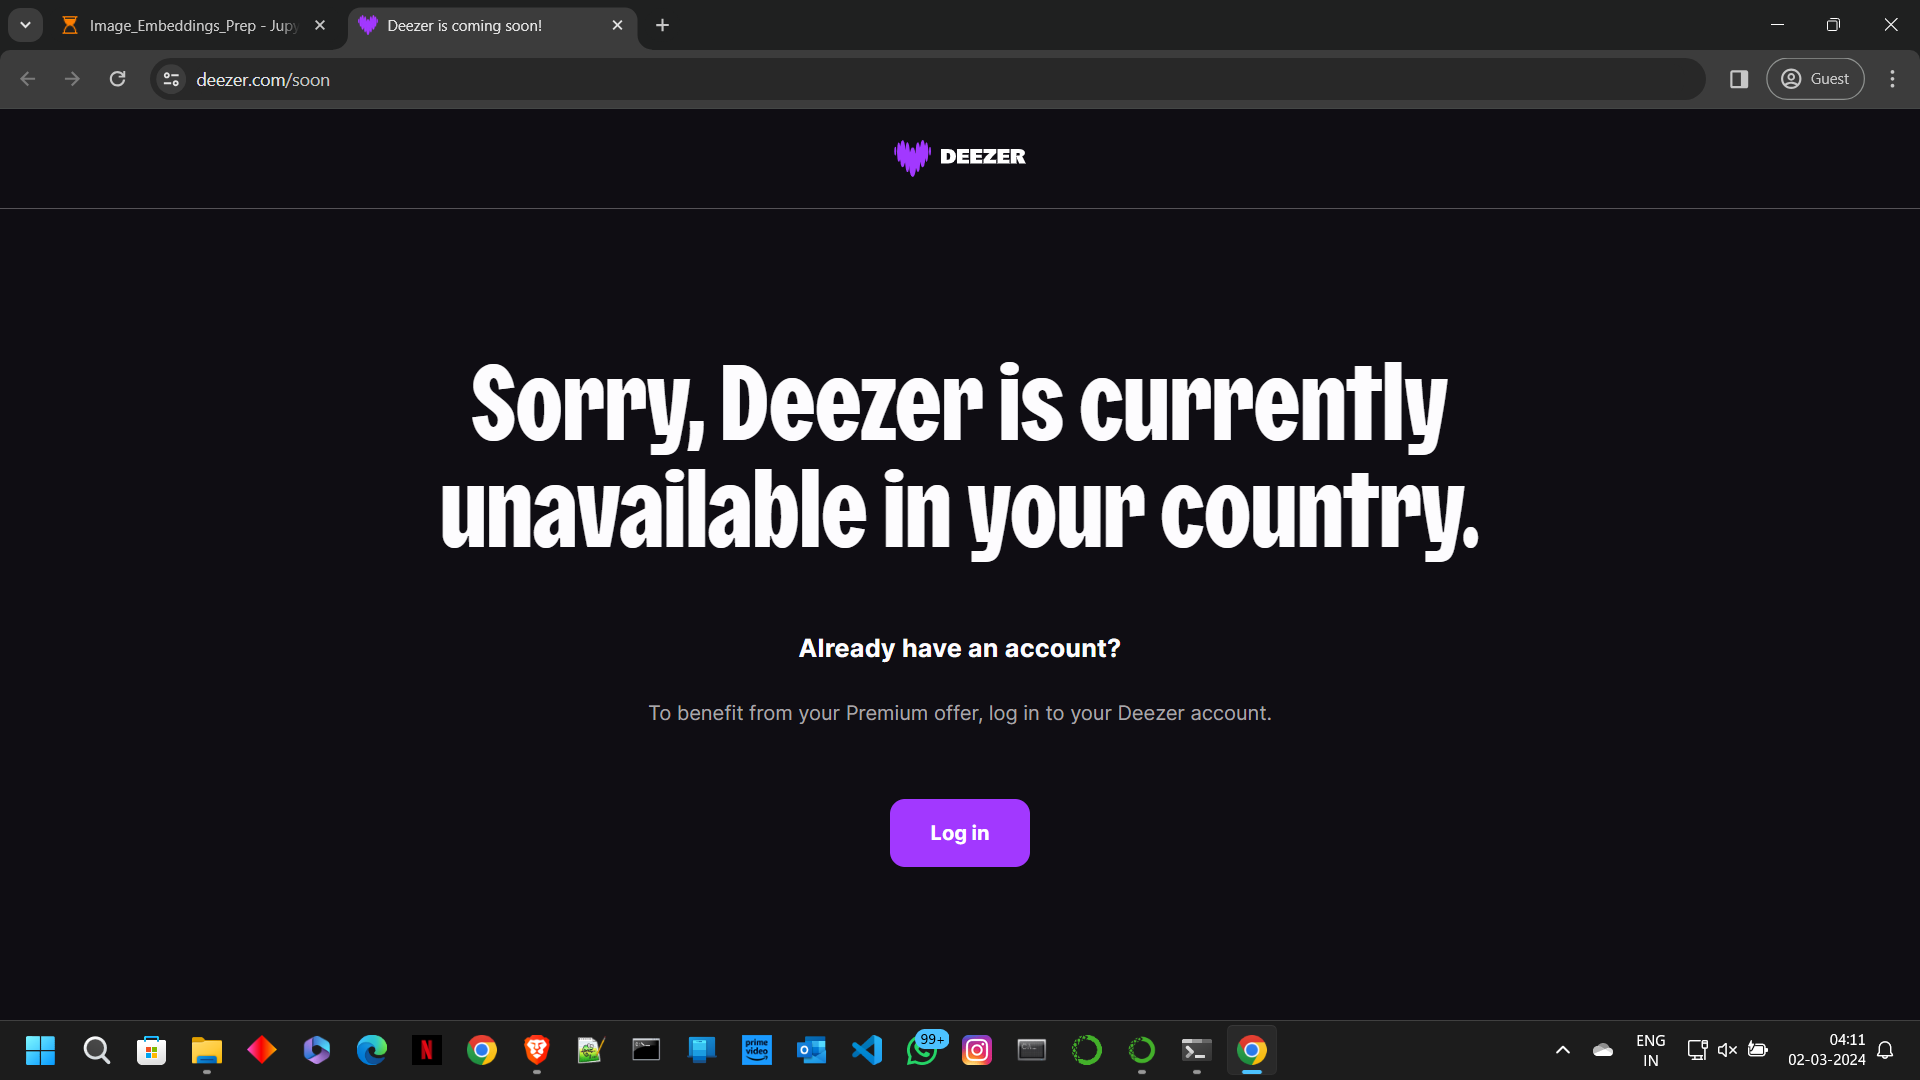 Image_Embeddings_Prep - Jupy
Deezer is coming soon!
deezer.com/soon
Guest
DEEZER
Sorry, Deezer is currently
unavailable in your country.
Already have an account?
To benefit from your Premium offer, log in to your Deezer account.
Log in
prime
video
99+
ENG
IN
04:11
02-03-2024